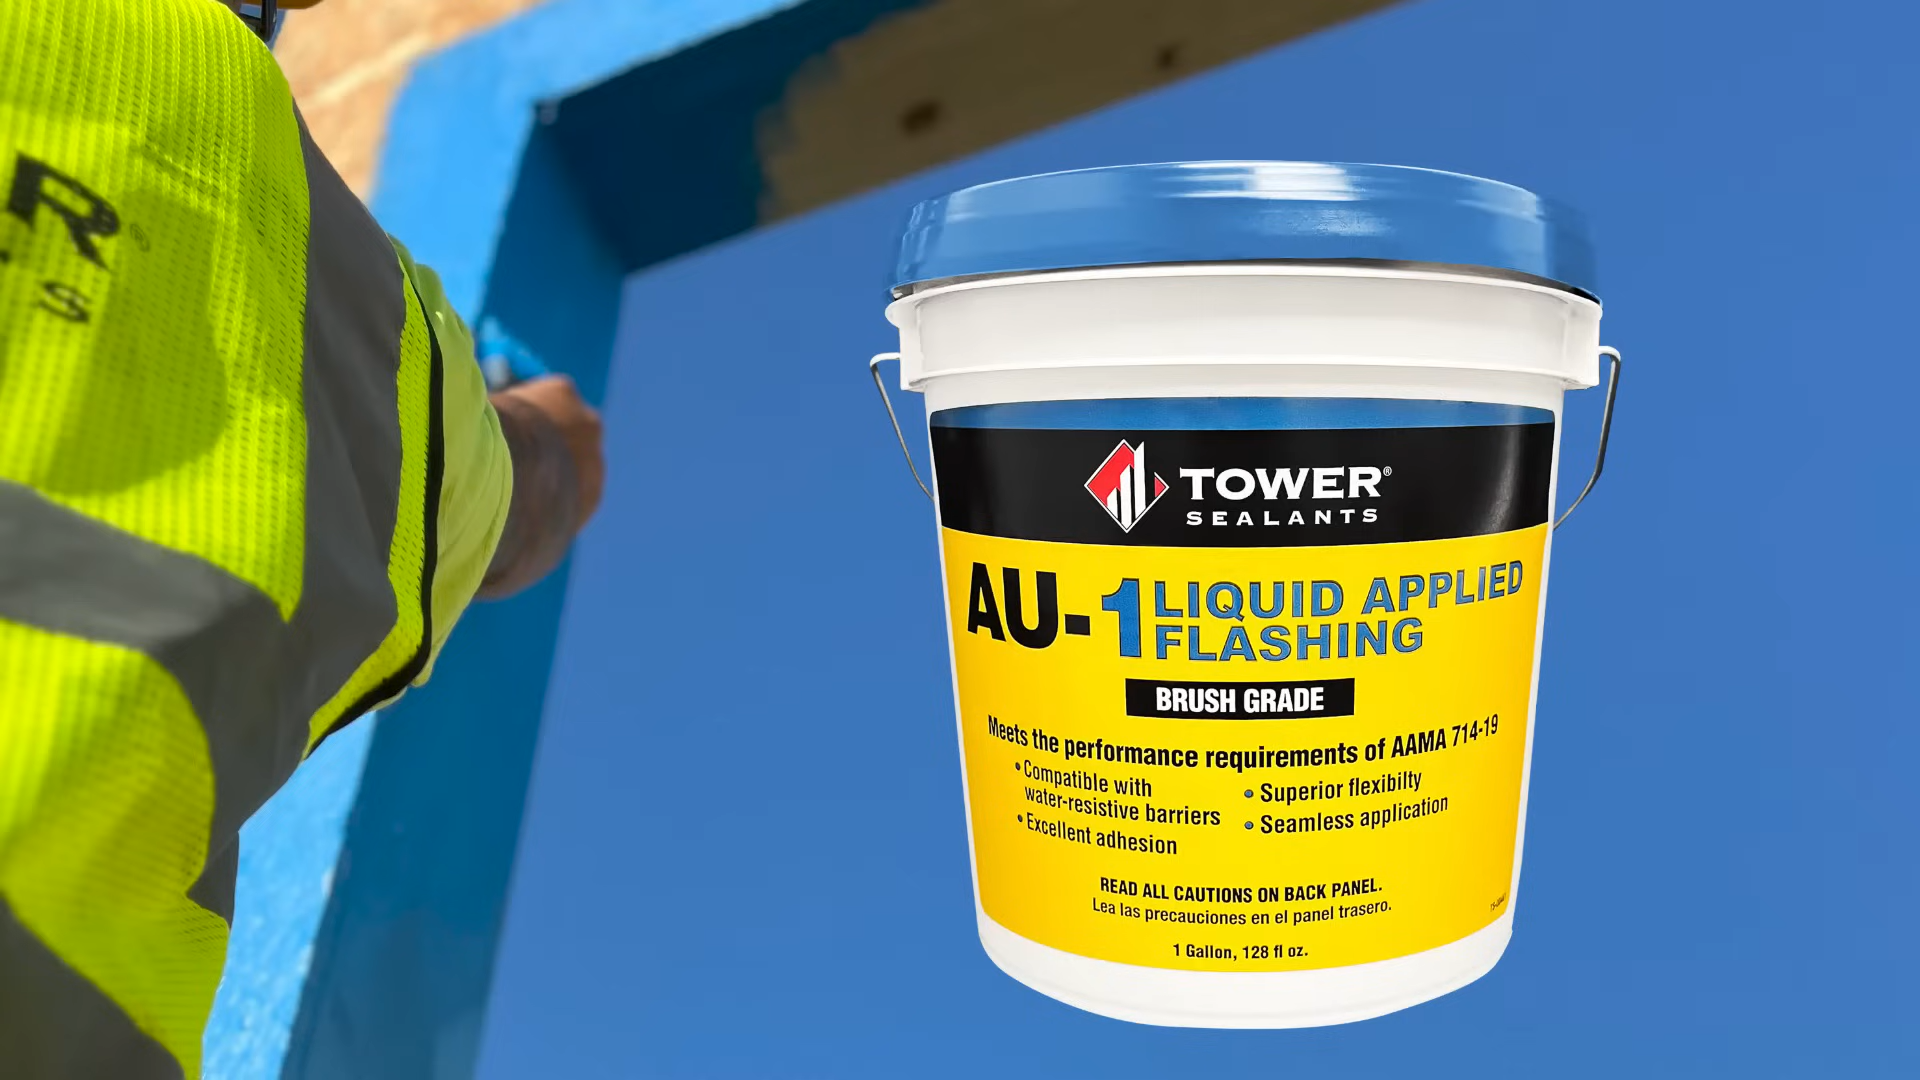 R®
S
TOWER®
SEALANTS
AU-1 LIQUID APPLIED
FLASHING
BRUSH GRADE
Meets the performance requirements of AAMA 714-19
• Compatible with
water-resistive barriers
• Excellent adhesion
• Superior flexibilty
• Seamless application
READ ALL CAUTIONS ON BACK PANEL.
Lea las precauciones en el panel trasero.
1 Gallon, 128 fl oz.